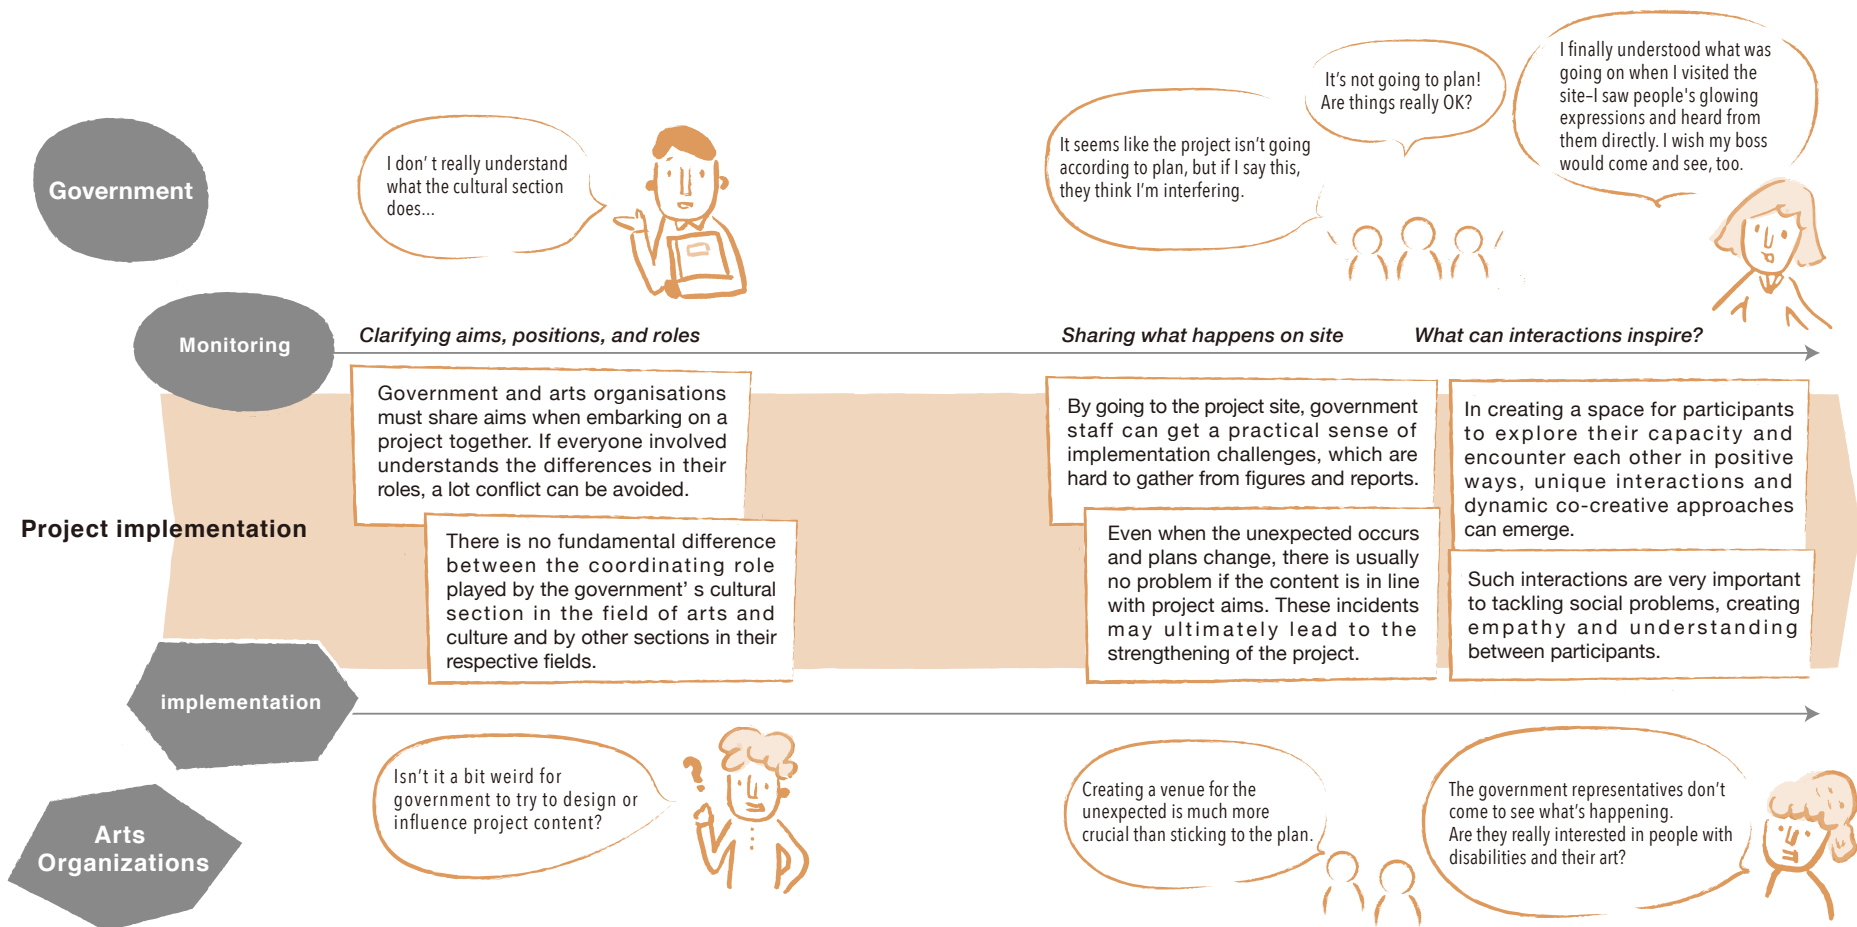 Government
I don' t really understand
what the cultural section
does...
It seems like the project isn't going
according to plan, but if I say this,
they think I'm interfering.
It's not going to plan!
Are things really OK?
I finally understood what was
going on when I visited the
site–I saw people's glowing
expressions and heard from
them directly. I wish my boss
would come and see, too.
Monitoring
Clarifying aims, positions, and roles
Sharing what happens on site
What can interactions inspire?
Project implementation
Government and arts organisations
must share aims when embarking on a
project together. If everyone involved
understands the differences in their
roles, a lot conflict can be avoided.
There is no fundamental difference
between the coordinating role
played by the government' s cultural
section in the field of arts and
culture and by other sections in their
respective fields.
By going to the project site, government
staff can get a practical sense of
implementation challenges, which are
hard to gather from figures and reports.
Even when the unexpected occurs
and plans change, there is usually
no problem if the content is in line
with project aims. These incidents
may ultimately lead to the
strengthening of the project.
In creating a space for participants
to explore their capacity and
encounter each other in positive
ways, unique interactions and
dynamic co-creative approaches
can emerge.
Such interactions are very important
to tackling social problems, creating
empathy and understanding
between participants.
implementation
Arts
Organizations
Isn't it a bit weird for
government to try to design or
influence project content?
?
Creating a venue for the
unexpected is much more
crucial than sticking to the plan.
The government representatives don't
come to see what's happening.
Are they really interested in people with
disabilities and their art?